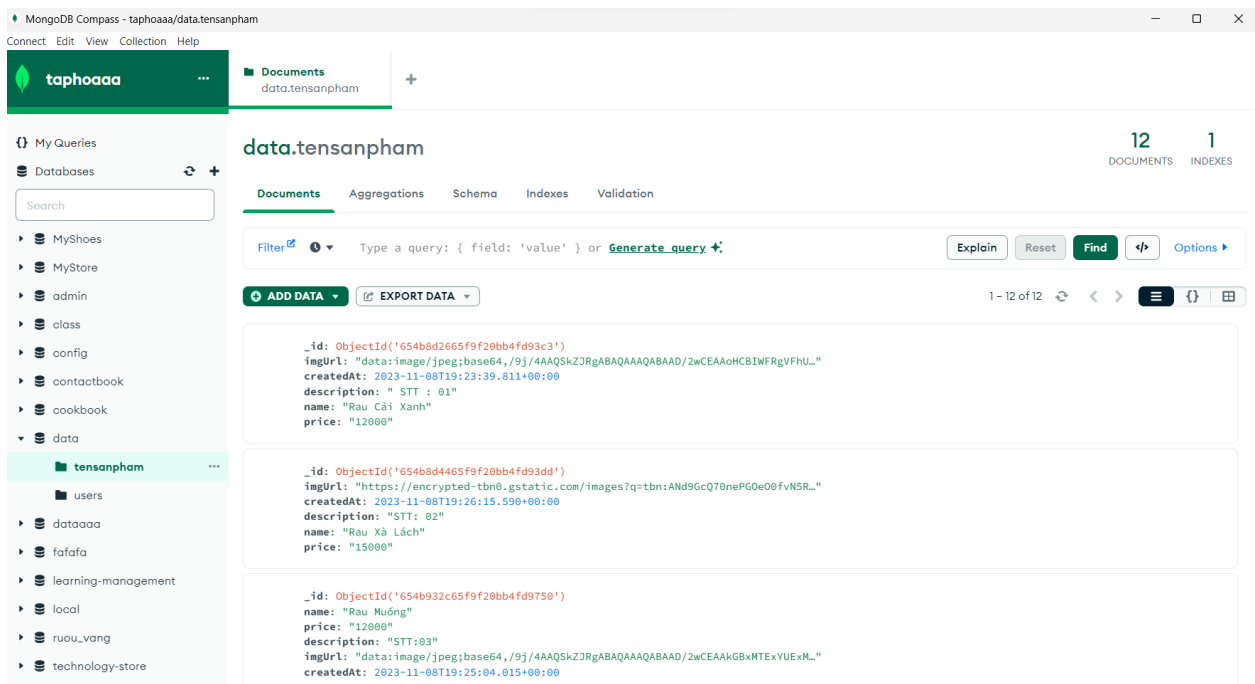 MongoDB Compass - taphoaaa/data.tensanpham
Connect Edit View Collection Help
taphoaaa
Documents
data.tensanpham
My Queries
Databases
Search
MyShoes
MyStore
admin
class
config
contactbook
cookbook
data
tensanpham
users
dataaaa
fafafa
learning-management
local
ruou_vang
technology-store
data.tensanpham
12
DOCUMENTS
1
INDEXES
Documents Aggregations Schema Indexes Validation
Filter Type a query: { field: 'value' } or Generate query Explain Reset Find </> Options
ADD DATA EXPORT DATA 1 – 12 of 12 {}
_id: ObjectId('654b8d2665f9f20bb4fd93c3')
imgUrl: "data:image/jpeg;base64,/9j/4AAQSkZJRgABAQAAAQABAAD/2wCEAAoHCBIWFRgVFhU…"
createdAt: 2023-11-08T19:23:39.811+00:00
description: " STT : 01"
name: "Rau Cải Xanh"
price: "12000"
_id: ObjectId('654b8d4465f9f20bb4fd93dd')
imgUrl: "https://encrypted-tbn0.gstatic.com/images?q=tbn:ANd9GcQ70nePGOeO0fvN5R…"
createdAt: 2023-11-08T19:26:15.590+00:00
description: "STT: 02"
name: "Rau Xà Lách"
price: "15000"
_id: ObjectId('654b932c65f9f20bb4fd9750')
name: "Rau Muống"
price: "12000"
description: "STT:03"
imgUrl: "data:image/jpeg;base64,/9j/4AAQSkZJRgABAQAAAQABAAD/2wCEAAkGBxMTExYUExM…"
createdAt: 2023-11-08T19:25:04.015+00:00